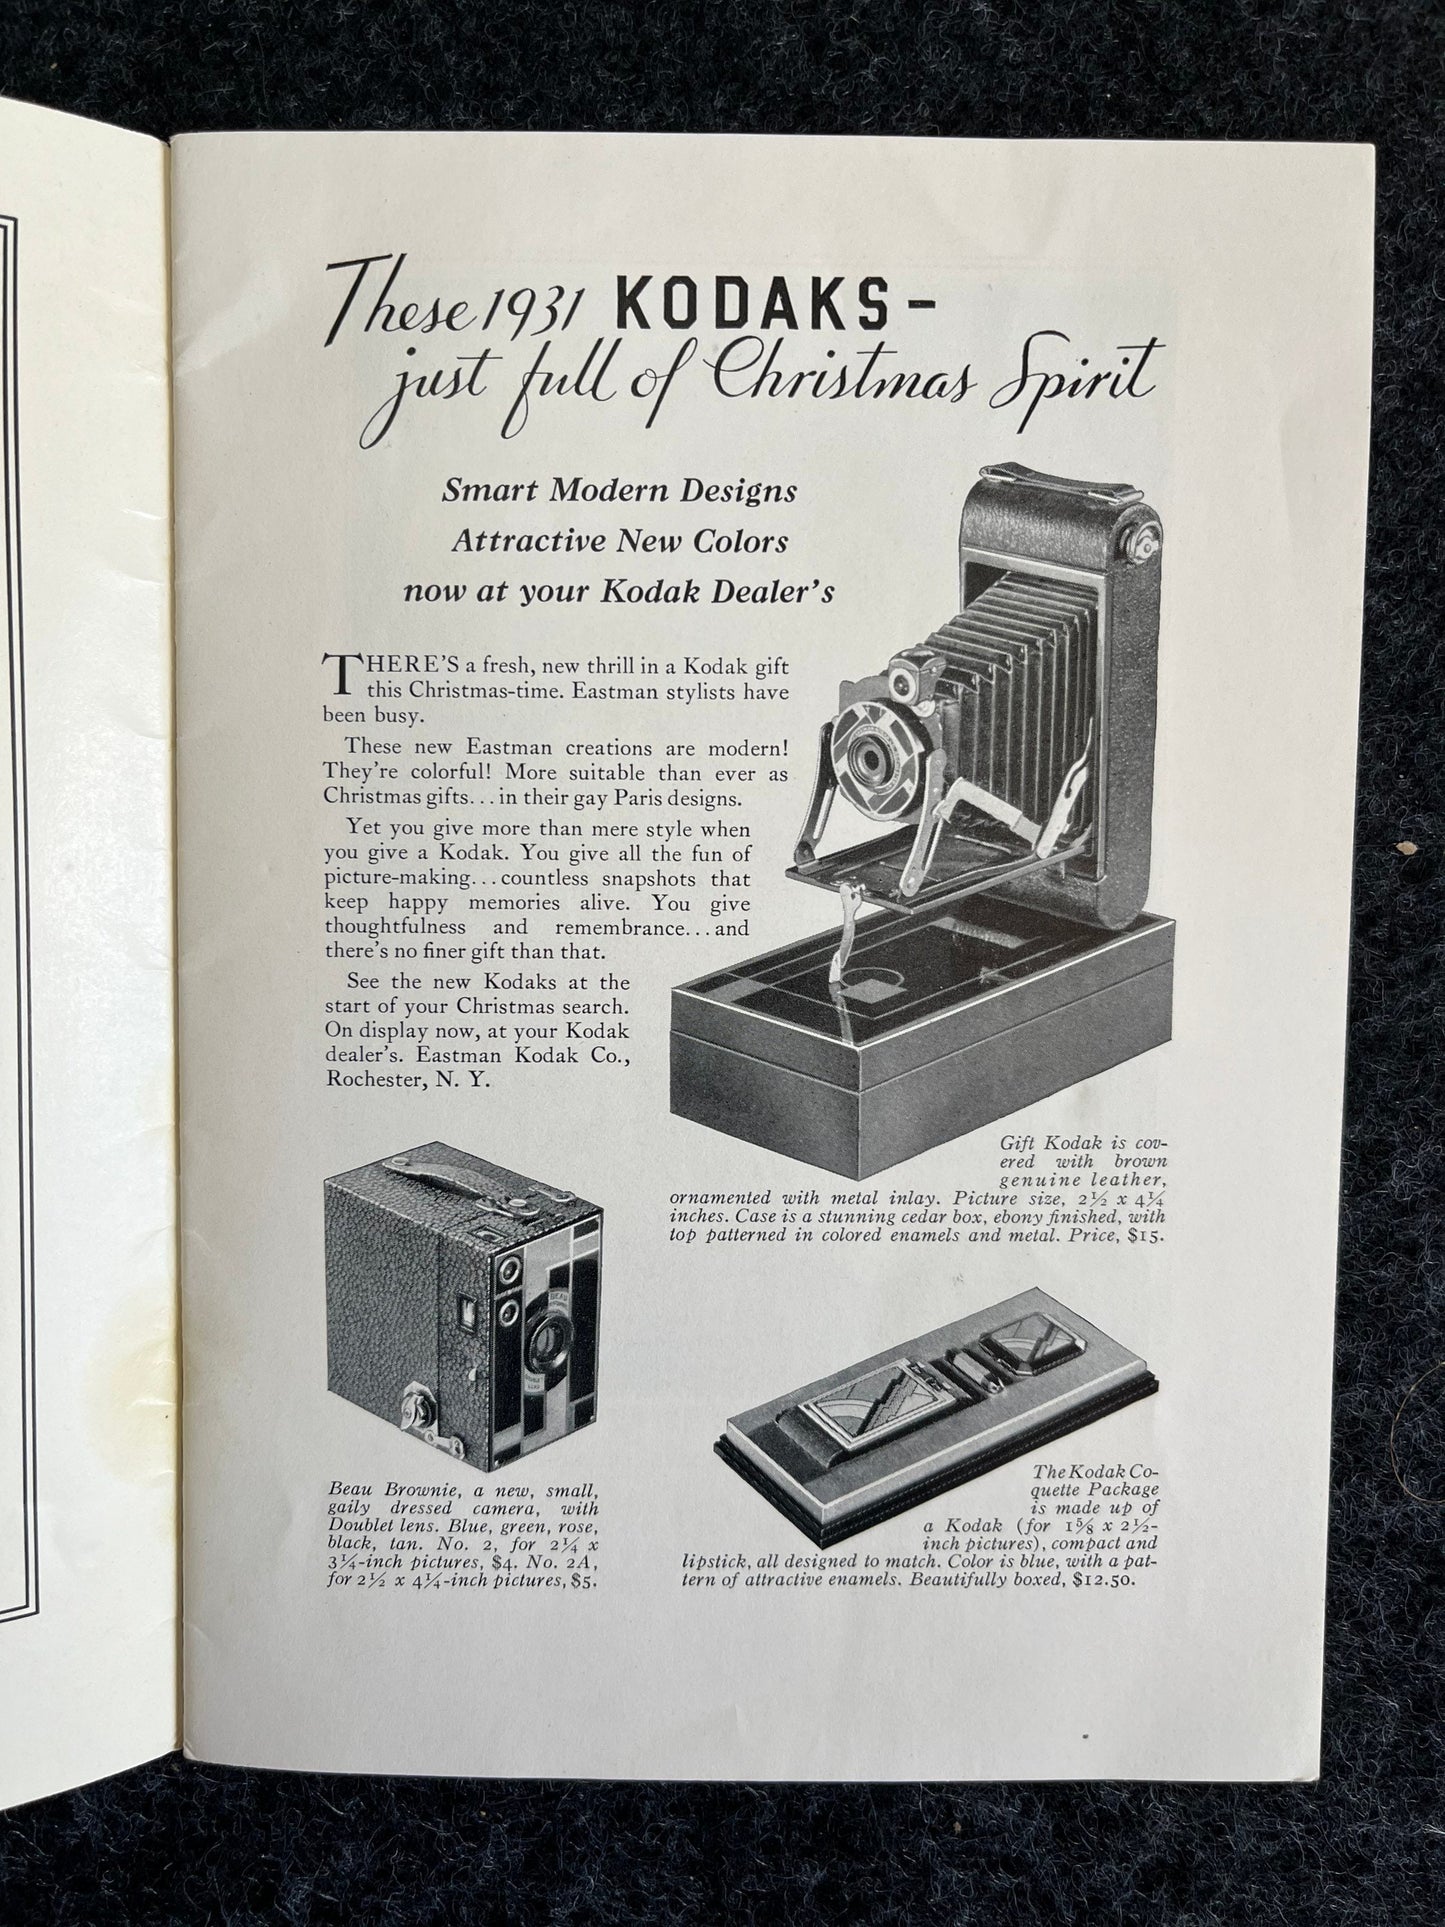 These 1931 KODAKS-
just full of Christmas Spirit
Smart Modern Designs
Attractive New Colors
now at your Kodak Dealer's
THERE'S a fresh, new thrill in a Kodak gift
this Christmas-time. Eastman stylists have
been busy.
These new Eastman creations are modern!
They're colorful! More suitable than ever as
Christmas gifts... in their gay Paris designs.
Yet you give more than mere style when
you give a Kodak. You give all the fun of
picture-making... countless snapshots that
keep happy memories alive. You give
thoughtfulness and remembrance... and
there's no finer gift than that.
See the new Kodaks at the
start of your Christmas search.
On display now, at your Kodak
dealer's. Eastman Kodak Co.,
Rochester, N. Y.
Gift Kodak is cov-
ered with brown
genuine leather,
ornamented with metal inlay. Picture size, 2½ x 4¼
inches. Case is a stunning cedar box, ebony finished, with
top patterned in colored enamels and metal. Price, $15.
BEAU
Beau Brownie, a new, small,
gaily dressed camera, with
Doublet lens. Blue, green, rose,
black, tan. No. 2, for 2¼ x
3¼-inch pictures, $4. No. 2A,
for 2½ x 4¼-inch pictures, $5.
The Kodak Co-
quette Package
is made up of
a Kodak (for 1⅝ x 2½-
inch pictures), compact and
lipstick, all designed to match. Color is blue, with a pat-
tern of attractive enamels. Beautifully boxed, $12.50.